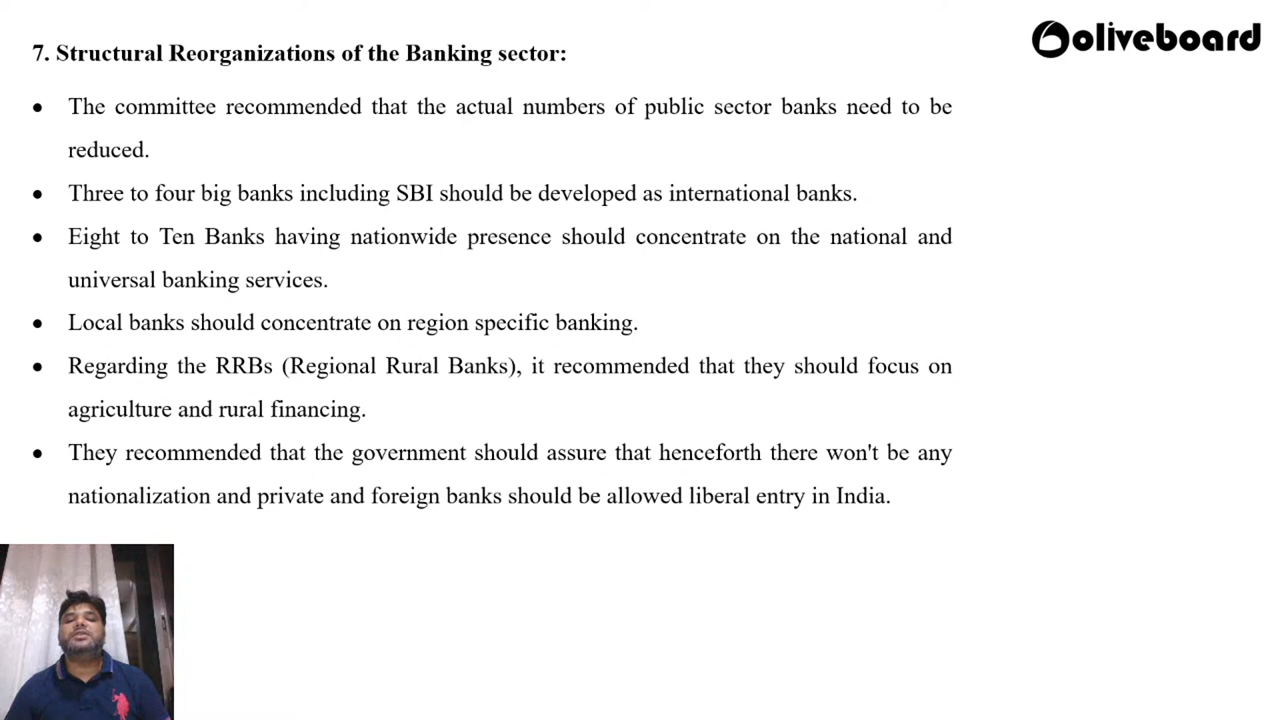 7. Structural Reorganizations of the Banking sector:
oliveboard
• The committee recommended that the actual numbers of public sector banks need to be
reduced.
• Three to four big banks including SBI should be developed as international banks.
• Eight to Ten Banks having nationwide presence should concentrate on the national and
universal banking services.
• Local banks should concentrate on region specific banking.
• Regarding the RRBs (Regional Rural Banks), it recommended that they should focus on
agriculture and rural financing.
• They recommended that the government should assure that henceforth there won't be any
nationalization and private and foreign banks should be allowed liberal entry in India.